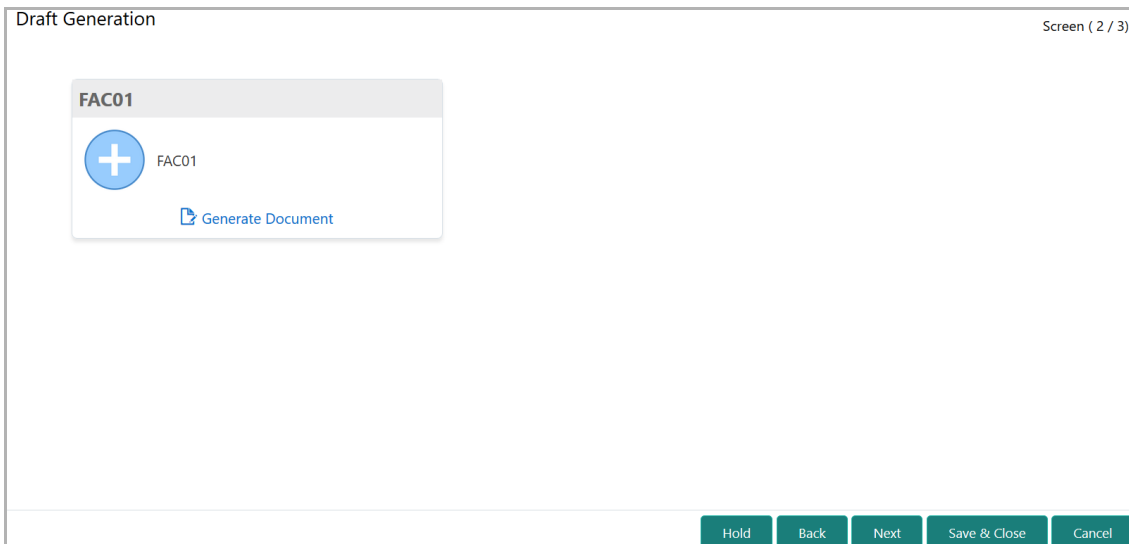 Draft Generation
Screen ( 2 / 3)
FAC01
FAC01
Generate Document
Hold Back Next Save & Close Cancel